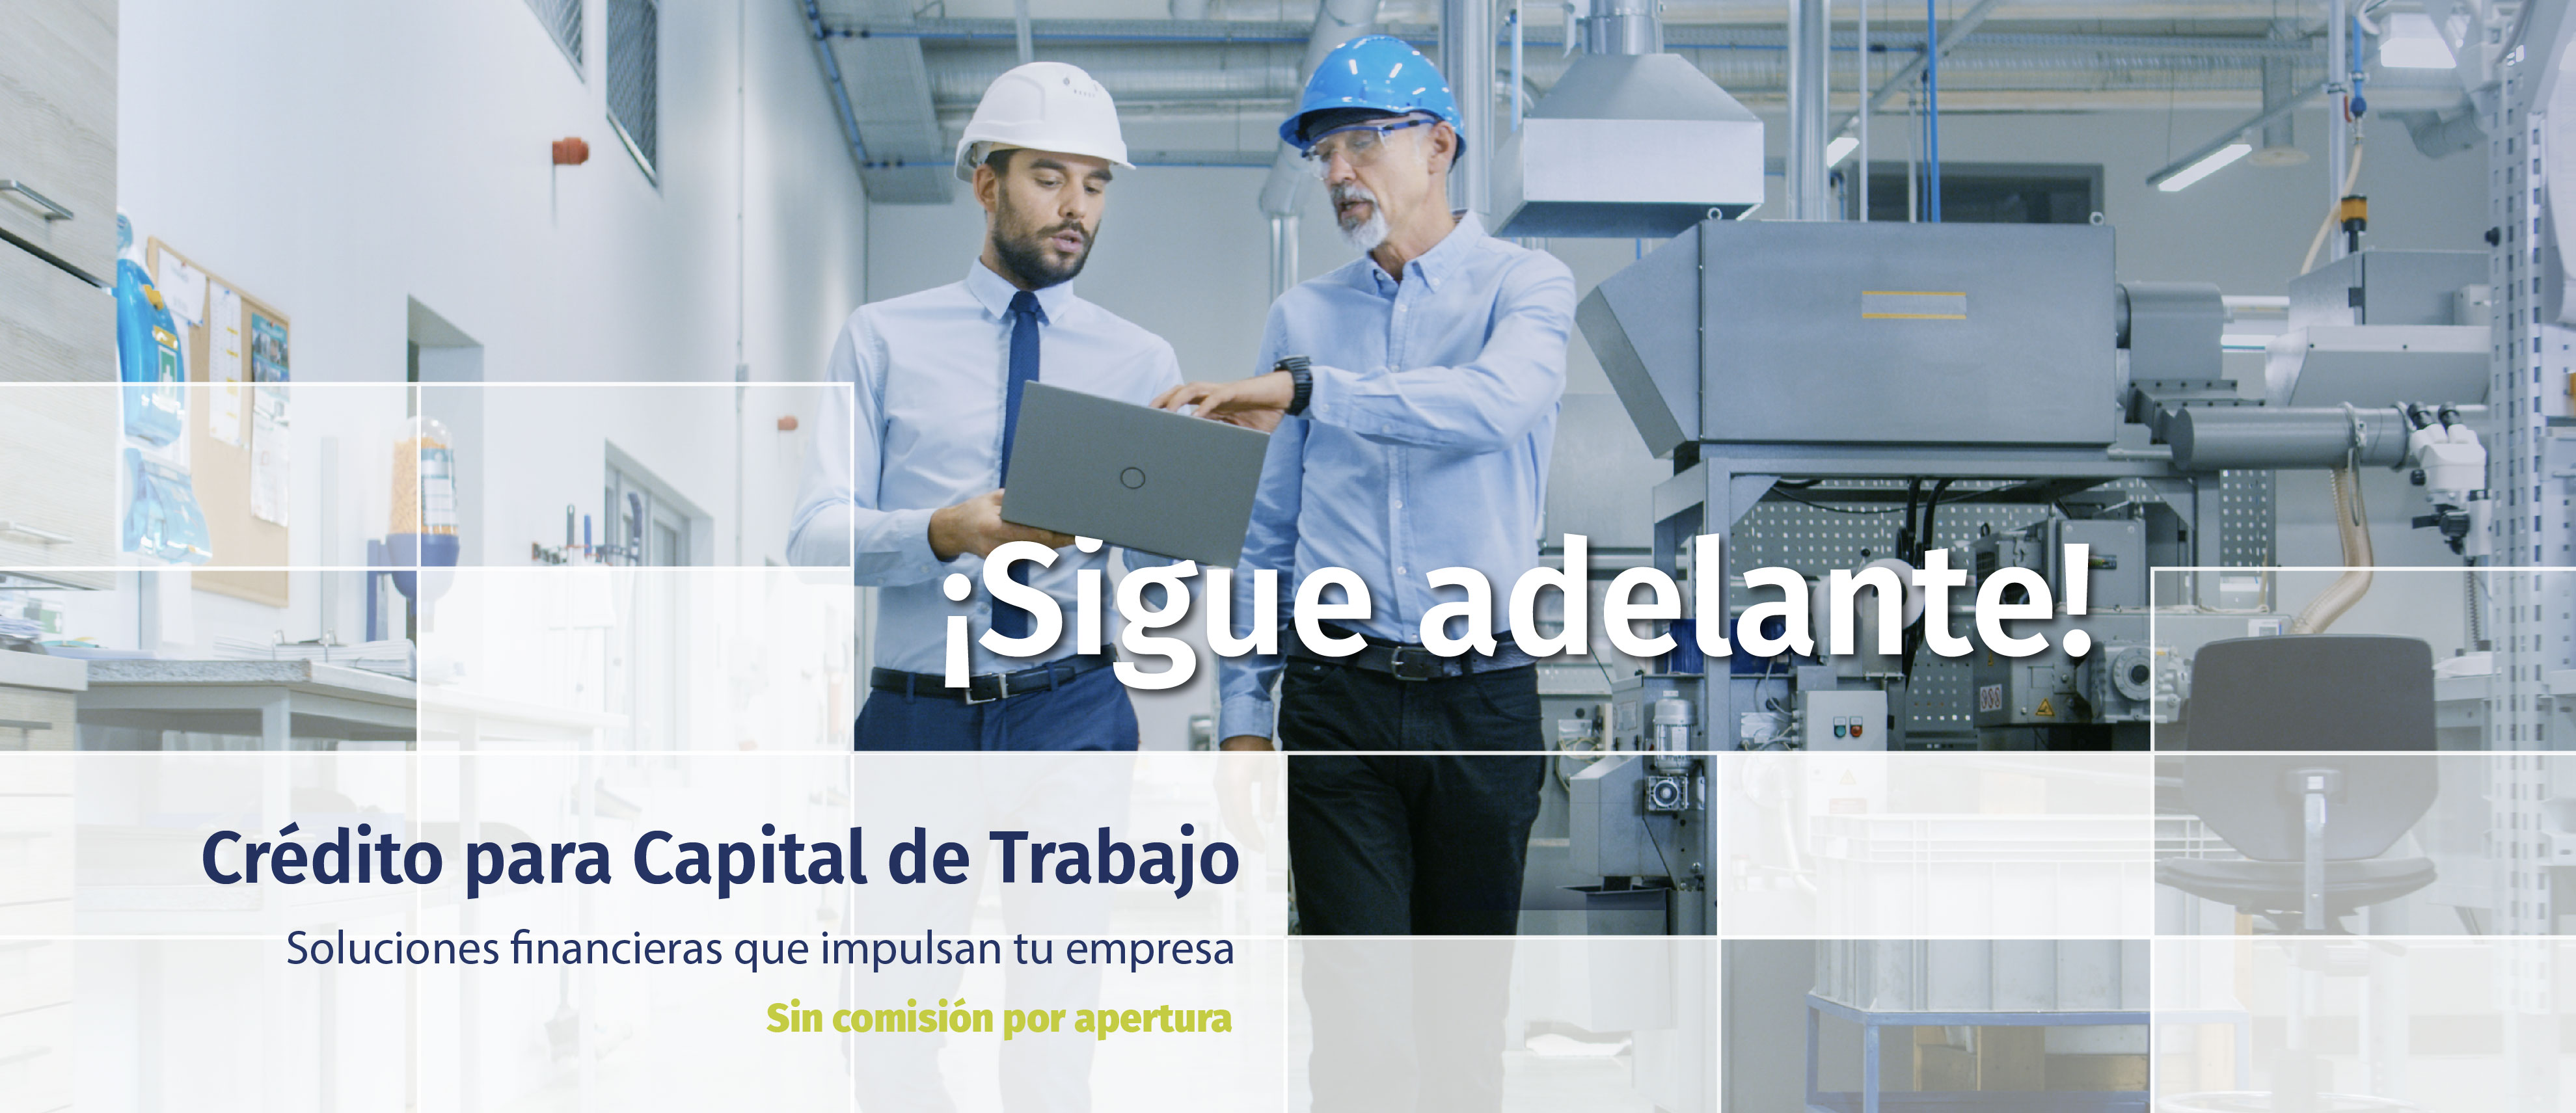 ¡Sigue adelante!
Crédito para Capital de Trabajo
Soluciones financieras que impulsan tu empresa
Sin comisión por apertura